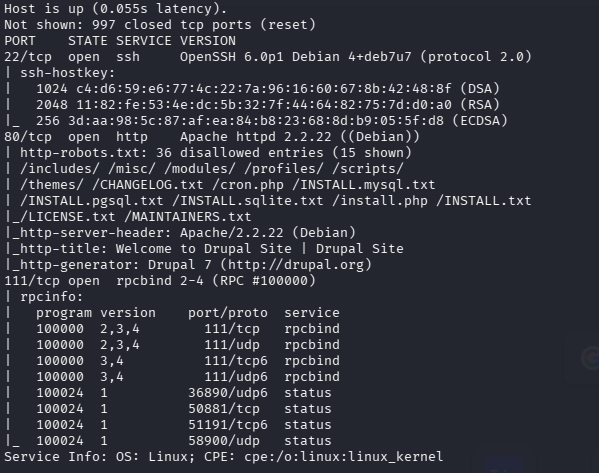 Host is up (0.055s latency).
Not shown: 997 closed tcp ports (reset)
PORT    STATE SERVICE VERSION
22/tcp  open  ssh     OpenSSH 6.0p1 Debian 4+deb7u7 (protocol 2.0)
| ssh-hostkey:
|   1024 c4:d6:59:e6:77:4c:22:7a:96:16:60:67:8b:42:48:8f (DSA)
|   2048 11:82:fe:53:4e:dc:5b:32:7f:44:64:82:75:7d:d0:a0 (RSA)
|_  256 3d:aa:98:5c:87:af:ea:84:b8:23:68:8d:b9:05:5f:d8 (ECDSA)
80/tcp  open  http    Apache httpd 2.2.22 ((Debian))
| http-robots.txt: 36 disallowed entries (15 shown)
| /includes/ /misc/ /modules/ /profiles/ /scripts/
| /themes/ /CHANGELOG.txt /cron.php /INSTALL.mysql.txt
| /INSTALL.pgsql.txt /INSTALL.sqlite.txt /install.php /INSTALL.txt
|_/LICENSE.txt /MAINTAINERS.txt
|_http-server-header: Apache/2.2.22 (Debian)
|_http-title: Welcome to Drupal Site | Drupal Site
|_http-generator: Drupal 7 (http://drupal.org)
111/tcp open  rpcbind 2-4 (RPC #100000)
| rpcinfo:
|   program version    port/proto  service
|   100000  2,3,4        111/tcp   rpcbind
|   100000  2,3,4        111/udp   rpcbind
|   100000  3,4          111/tcp6  rpcbind
|   100000  3,4          111/udp6  rpcbind
|   100024  1          36890/udp6  status
|   100024  1          50881/tcp   status
|   100024  1          51191/tcp6  status
|_  100024  1          58900/udp   status
Service Info: OS: Linux; CPE: cpe:/o:linux:linux_kernel